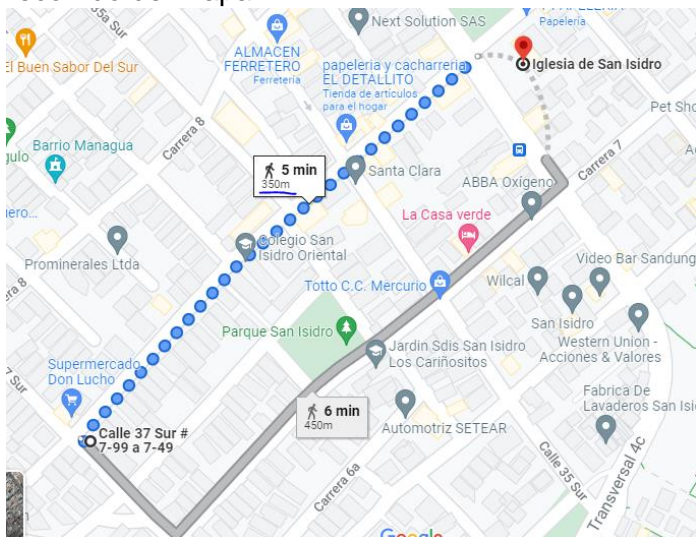 35a Sur
Next Solution SAS
Papelería
El Buen Sabor Del Sur
ALMACEN
FERRETERO
Ferretería
papeleria y cacharreria
EL DETALLITO
Tienda de artículos
para el hogar
Iglesia de San Isidro
Pet Sho
Carrera 8
Barrio Managua
5 min
350m
Santa Clara
ABBA Oxígeno
Carrera 7
La Casa verde
Colegio San
Isidro Oriental
Prominerales Ltda
Totto C.C. Mercurio
Wilcal
Video Bar Sandung
San Isidro
Western Union -
Acciones & Valores
Parque San Isidro
Jardin Sdis San Isidro
Los Cariñositos
Supermercado
Don Lucho
6 min
450m
Fabrica De
Lavaderos San Isi
Calle 37 Sur #
7-99 a 7-49
Automotriz SETEAR
Carrera 6a
Calle 35 Sur
Transversal 4c